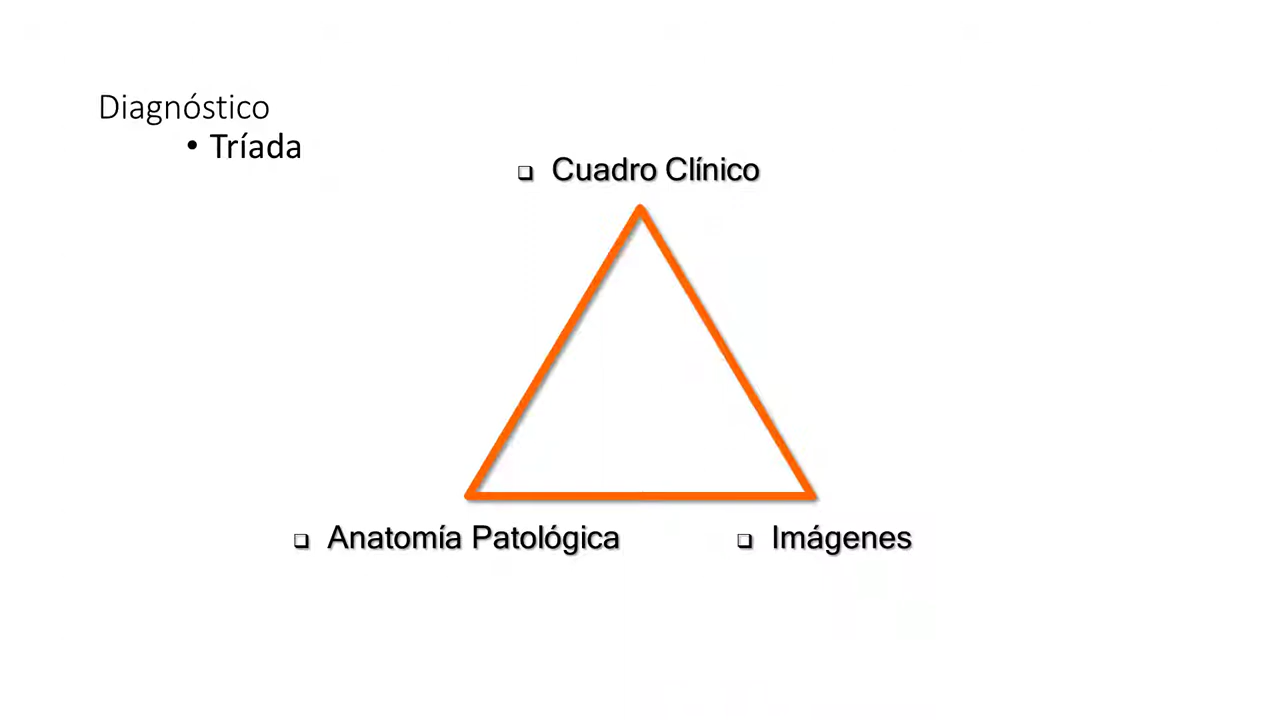 Diagnóstico
• Tríada
❑ Cuadro Clínico
❑ Anatomía Patológica
❑ Imágenes